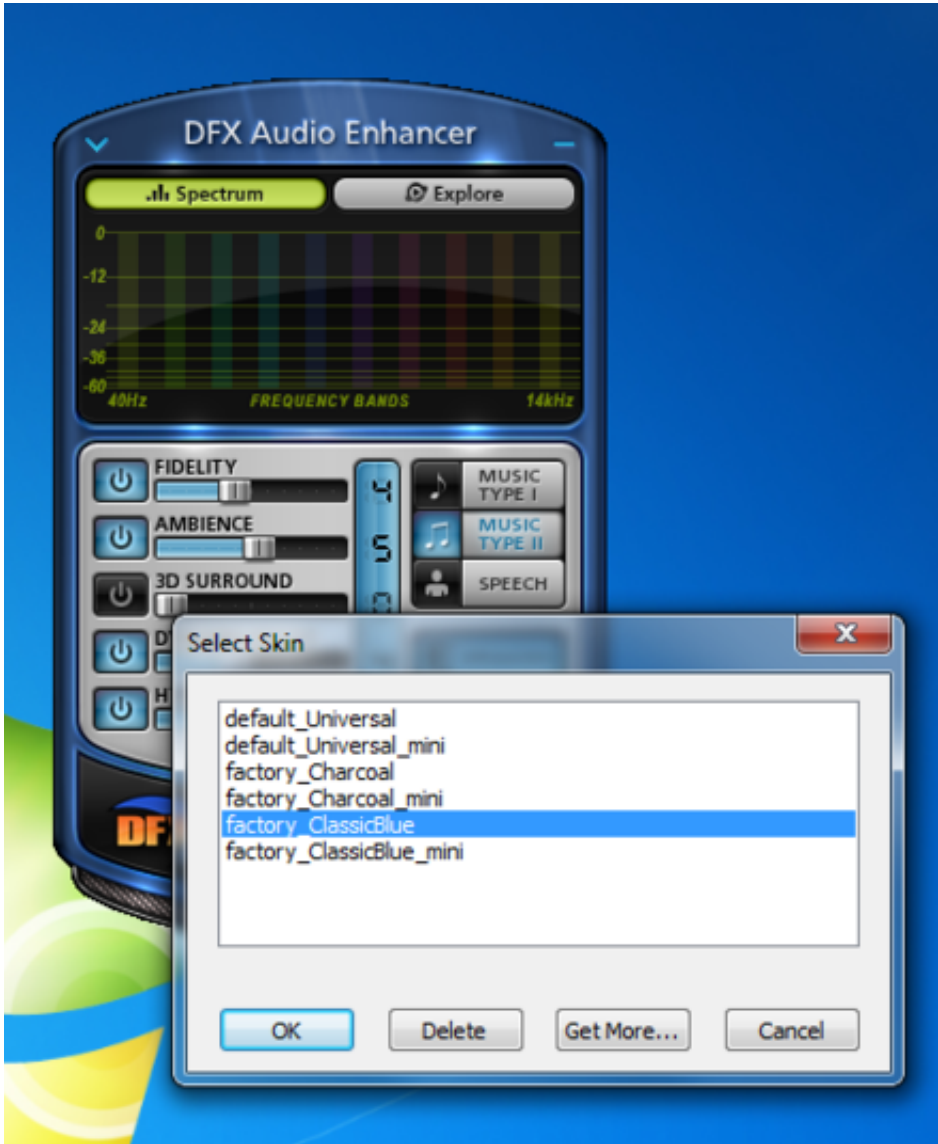 DFX Audio Enhancer
Spectrum
Explore
0
-12
-24
-36
-60
40Hz
FREQUENCY BANDS
14kHz
FIDELITY
4
MUSIC
TYPE I
AMBIENCE
5
MUSIC
TYPE II
3D SURROUND
0
SPEECH
Select Skin
default_Universal
default_Universal_mini
factory_Charcoal
factory_Charcoal_mini
factory_ClassicBlue
factory_ClassicBlue_mini
DFX
OK
Delete
Get More...
Cancel